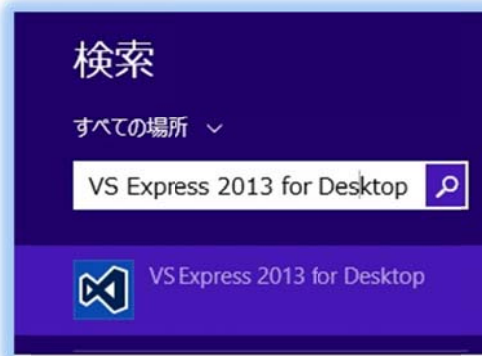 検索
すべての場所
VS Express 2013 for Desktop
VS Express 2013 for Desktop